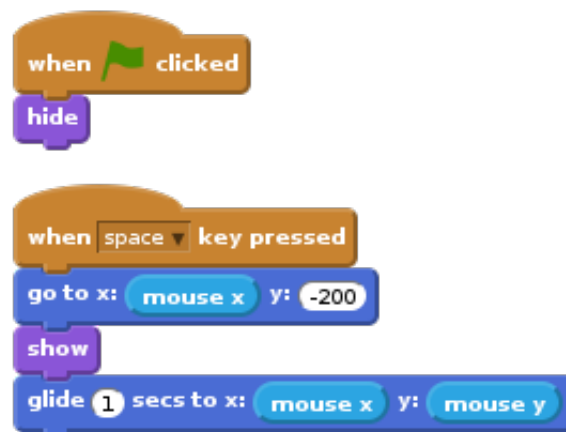 when clicked
hide
when space key pressed
go to x: mouse x y: -200
show
glide 1 secs to x: mouse x y: mouse y